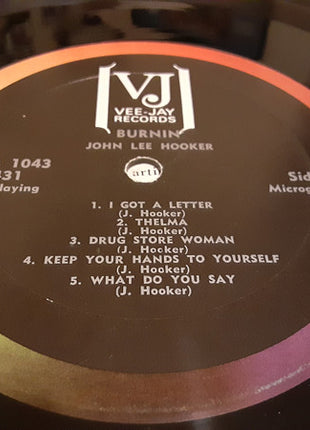 VJ
VEE-JAY
RECORDS
BURNIN'
JOHN LEE HOOKER
1043
431
laying
arti
Sid
Microg
1. I GOT A LETTER
(J. Hooker)
2. THELMA
(J. Hooker)
3. DRUG STORE WOMAN
(J. Hooker)
4. KEEP YOUR HANDS TO YOURSELF
(J. Hooker)
5. WHAT DO YOU SAY
(J. Hooker)